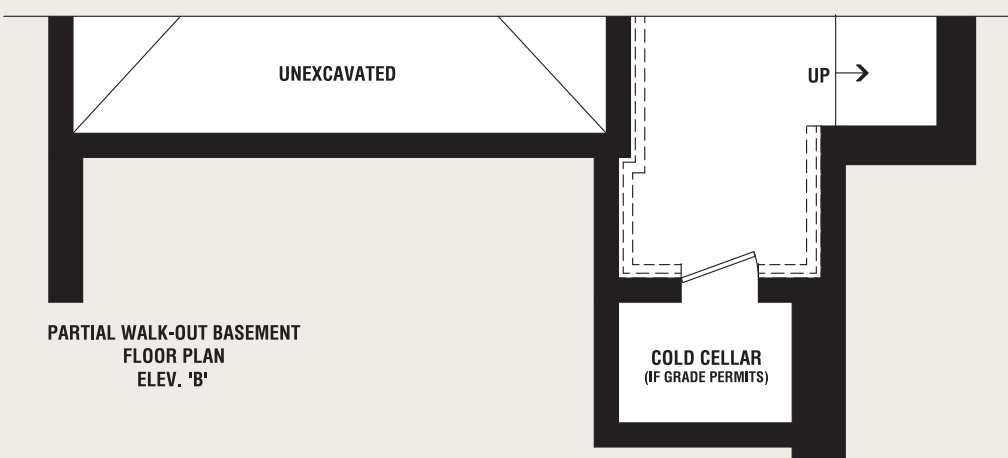 UNEXCAVATED
UP
COLD CELLAR
(IF GRADE PERMITS)
PARTIAL WALK-OUT BASEMENT
FLOOR PLAN
ELEV. 'B'